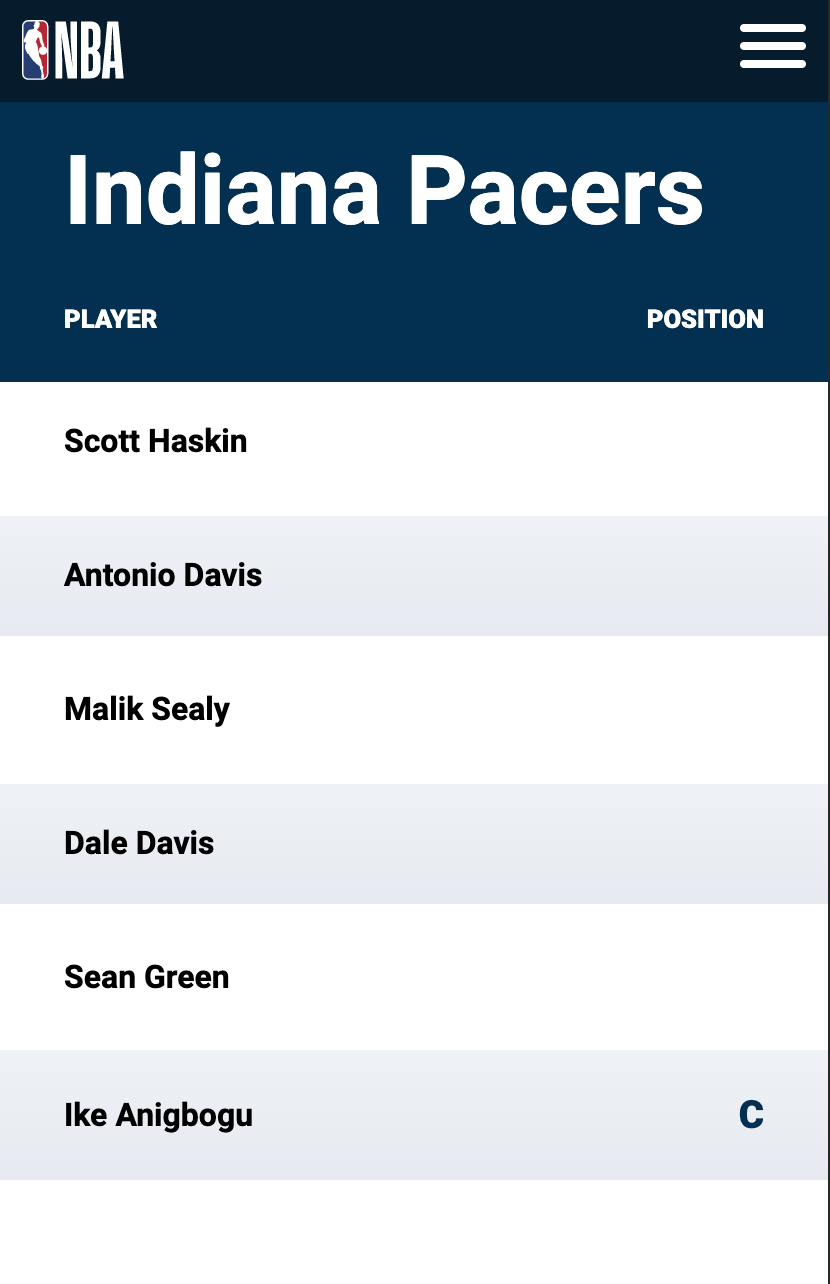 NBA
Indiana Pacers
PLAYER POSITION
Scott Haskin
Antonio Davis
Malik Sealy
Dale Davis
Sean Green
Ike Anigbogu C